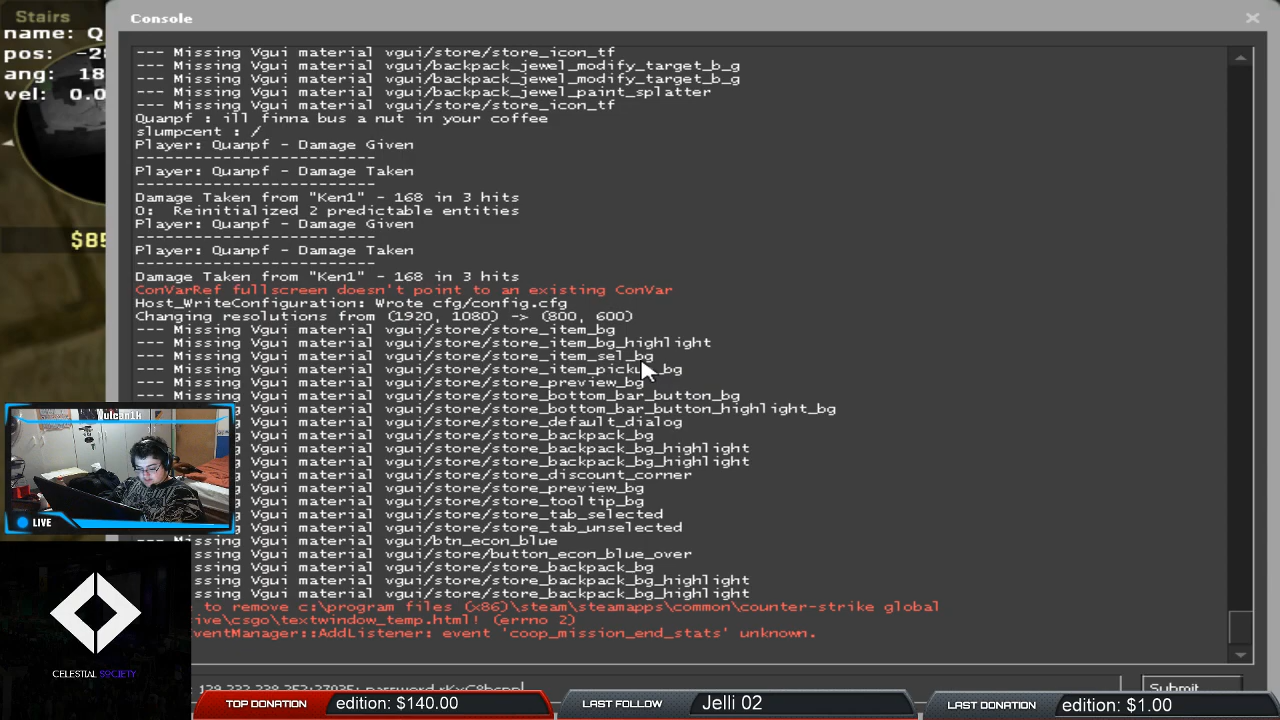 Stairs
name: Q
pos: -28
ang: 18
vel: 0.0
Console
--- Missing Vgui material vgui/store/store_icon_tf
--- Missing Vgui material vgui/backpack_jewel_modify_target_b_g
--- Missing Vgui material vgui/backpack_jewel_modify_target_b_g
--- Missing Vgui material vgui/backpack_jewel_paint_splatter
--- Missing Vgui material vgui/store/store_icon_tf
Quanpf : ill finna bus a nut in your coffee
slumpcent : /
Player: Quanpf - Damage Given
-------------------------
Player: Quanpf - Damage Taken
-------------------------
Damage Taken from "Ken1" - 168 in 3 hits
0:  Reinitialized 2 predictable entities
Player: Quanpf - Damage Given
-------------------------
Player: Quanpf - Damage Taken
-------------------------
Damage Taken from "Ken1" - 168 in 3 hits
ConVarRef fullscreen doesn't point to an existing ConVar
Host_WriteConfiguration: Wrote cfg/config.cfg
Changing resolutions from (1920, 1080) -> (800, 600)
--- Missing Vgui material vgui/store/store_item_bg
--- Missing Vgui material vgui/store/store_item_bg_highlight
--- Missing Vgui material vgui/store/store_item_sel_bg
--- Missing Vgui material vgui/store/store_item_pickup_bg
--- Missing Vgui material vgui/store/store_preview_bg
--- Missing Vgui material vgui/store/store_bottom_bar_button_bg
Vgui material vgui/store/store_bottom_bar_button_highlight_bg
Vgui material vgui/store/store_default_dialog
Vgui material vgui/store/store_backpack_bg
Vgui material vgui/store/store_backpack_bg_highlight
Vgui material vgui/store/store_backpack_bg_highlight
Vgui material vgui/store/store_discount_corner
Vgui material vgui/store/store_preview_bg
Vgui material vgui/store/store_tooltip_bg
Vgui material vgui/store/store_tab_selected
Vgui material vgui/store/store_tab_unselected
--- Missing Vgui material vgui/btn_econ_blue
issing Vgui material vgui/store/button_econ_blue_over
issing Vgui material vgui/store/store_backpack_bg
issing Vgui material vgui/store/store_backpack_bg_highlight
issing Vgui material vgui/store/store_backpack_bg_highlight
e to remove c:\program files (x86)\steam\steamapps\common\counter-strike global
ive\csgo\textwindow_temp.html! (errno 2)
ventManager::AddListener: event 'coop_mission_end_stats' unknown.
$85
Vulcan1k
LIVE
CELESTIAL S9CIETY
Submit
TOP DONATION
edition: $140.00
LAST FOLLOW
Jelli 02
LAST DONATION
edition: $1.00